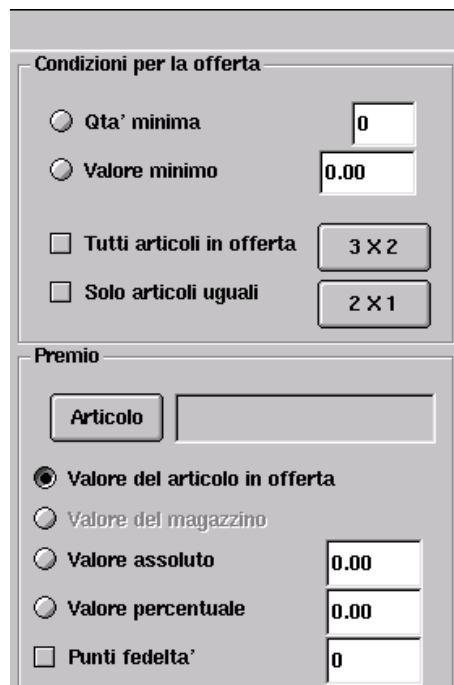 Condizioni per la offerta
Qta' minima 0
Valore minimo 0.00
Tutti articoli in offerta 3 X 2
Solo articoli uguali 2 X 1
Premio
Articolo
Valore del articolo in offerta
Valore del magazzino
Valore assoluto 0.00
Valore percentuale 0.00
Punti fedelta' 0